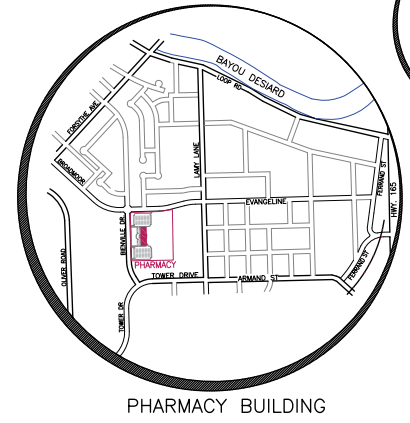 BAYOU DESIARD
LOOP RD
FORSYTHE AVE.
BROADMOOR
LAMY LANE
FERRAND ST
HWY. 165
EVANGELINE
BIENVILLE DR.
PHARMACY
OLIVER ROAD
TOWER DRIVE
ARMAND ST
FERRAND ST
TOWER DR
PHARMACY BUILDING